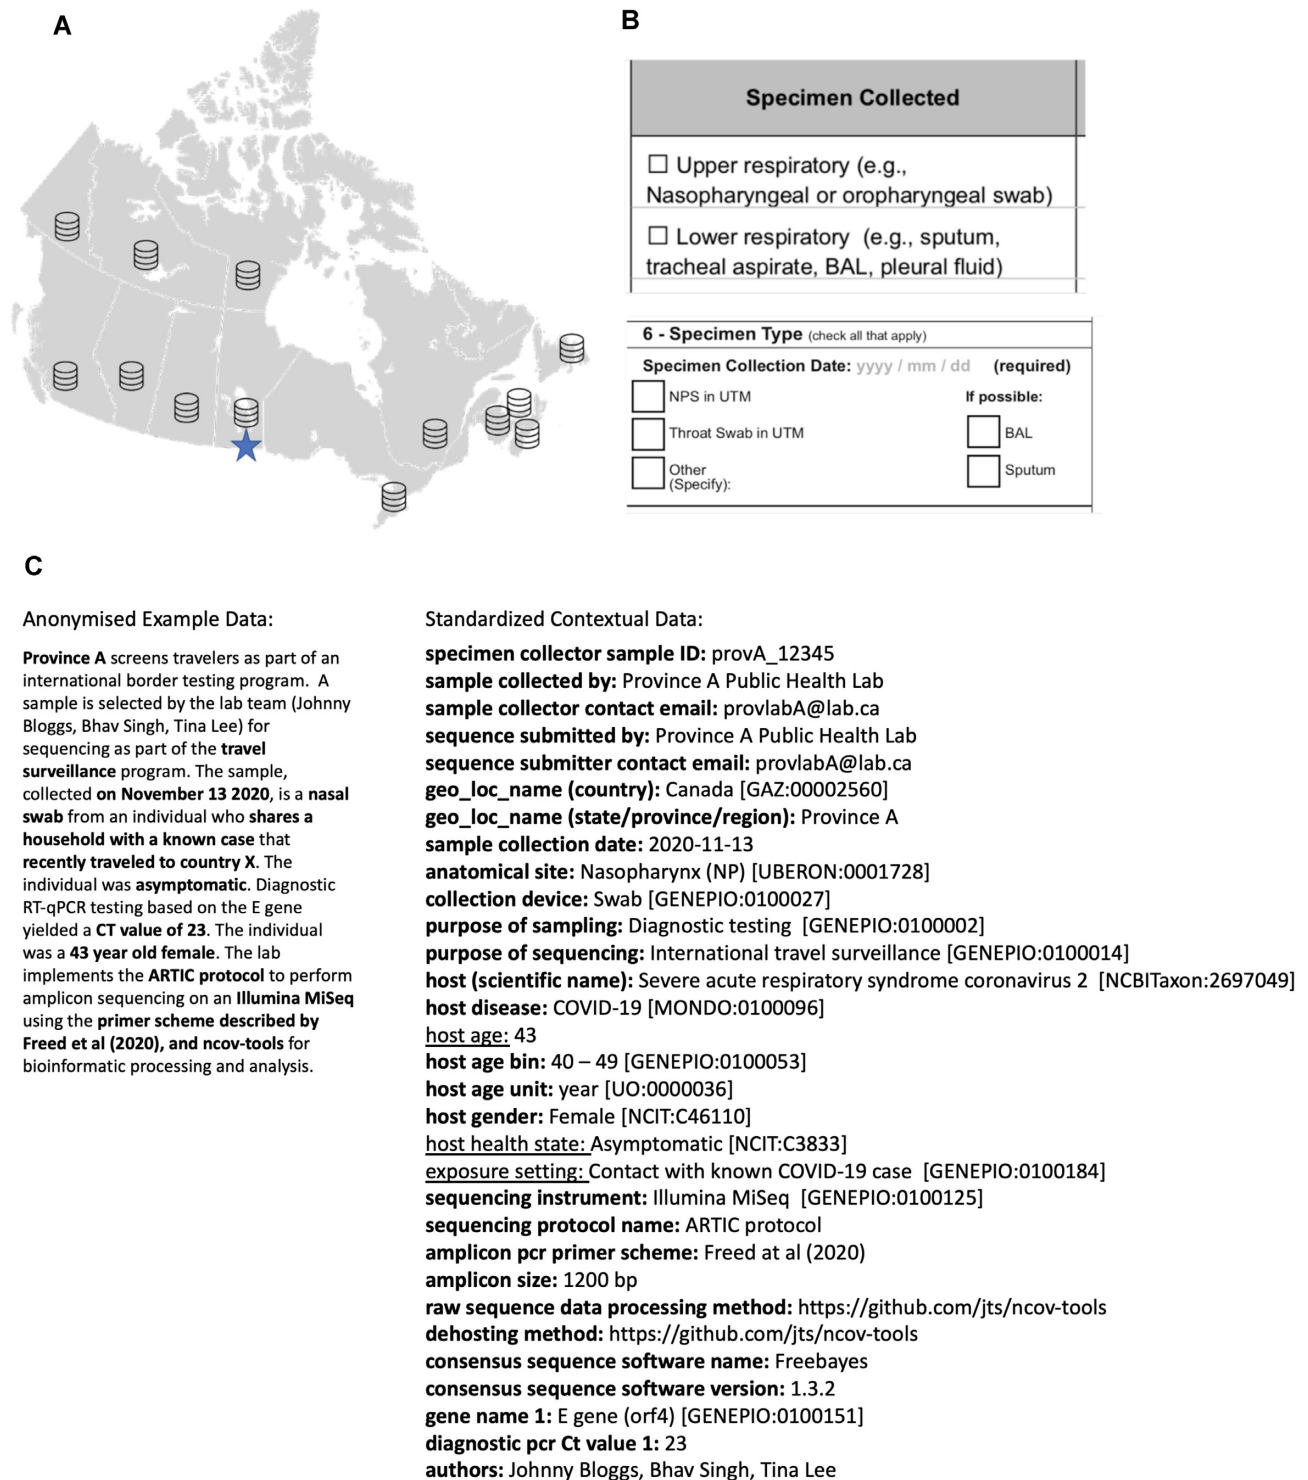 A
B
Specimen Collected
☐ Upper respiratory (e.g.,
Nasopharyngeal or oropharyngeal swab)
☐ Lower respiratory (e.g., sputum,
tracheal aspirate, BAL, pleural fluid)
6 - Specimen Type (check all that apply)
Specimen Collection Date: yyyy / mm / dd (required)
NPS in UTM
If possible:
Throat Swab in UTM
BAL
Other
(Specify):
Sputum
C
Anonymised Example Data:
Province A screens travelers as part of an
international border testing program. A
sample is selected by the lab team (Johnny
Bloggs, Bhav Singh, Tina Lee) for
sequencing as part of the travel
surveillance program. The sample,
collected on November 13 2020, is a nasal
swab from an individual who shares a
household with a known case that
recently traveled to country X. The
individual was asymptomatic. Diagnostic
RT-qPCR testing based on the E gene
yielded a CT value of 23. The individual
was a 43 year old female. The lab
implements the ARTIC protocol to perform
amplicon sequencing on an Illumina MiSeq
using the primer scheme described by
Freed et al (2020), and ncov-tools for
bioinformatic processing and analysis.
Standardized Contextual Data:
specimen collector sample ID: provA_12345
sample collected by: Province A Public Health Lab
sample collector contact email: provlabA@lab.ca
sequence submitted by: Province A Public Health Lab
sequence submitter contact email: provlabA@lab.ca
geo_loc_name (country): Canada [GAZ:00002560]
geo_loc_name (state/province/region): Province A
sample collection date: 2020-11-13
anatomical site: Nasopharynx (NP) [UBERON:0001728]
collection device: Swab [GENEPIO:0100027]
purpose of sampling: Diagnostic testing [GENEPIO:0100002]
purpose of sequencing: International travel surveillance [GENEPIO:0100014]
host (scientific name): Severe acute respiratory syndrome coronavirus 2 [NCBITaxon:2697049]
host disease: COVID-19 [MONDO:0100096]
host age: 43
host age bin: 40 – 49 [GENEPIO:0100053]
host age unit: year [UO:0000036]
host gender: Female [NCIT:C46110]
host health state: Asymptomatic [NCIT:C3833]
exposure setting: Contact with known COVID-19 case [GENEPIO:0100184]
sequencing instrument: Illumina MiSeq [GENEPIO:0100125]
sequencing protocol name: ARTIC protocol
amplicon pcr primer scheme: Freed at al (2020)
amplicon size: 1200 bp
raw sequence data processing method: https://github.com/jts/ncov-tools
dehosting method: https://github.com/jts/ncov-tools
consensus sequence software name: Freebayes
consensus sequence software version: 1.3.2
gene name 1: E gene (orf4) [GENEPIO:0100151]
diagnostic pcr Ct value 1: 23
authors: Johnny Bloggs, Bhav Singh, Tina Lee